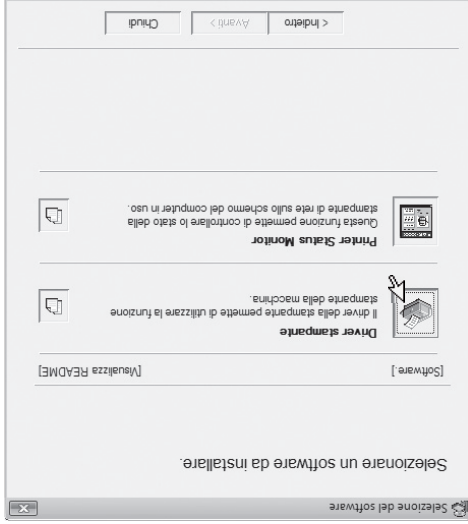 Selezione del software
Selezionare un software da installare.
[Software.] [Visualizza README]
Driver stampante
Il driver della stampante permette di utilizzare la funzione
stampante della macchina.
Printer Status Monitor
Questa funzione permette di controllare lo stato della
stampante di rete sullo schermo del computer in uso.
< Indietro Avanti > Chiudi